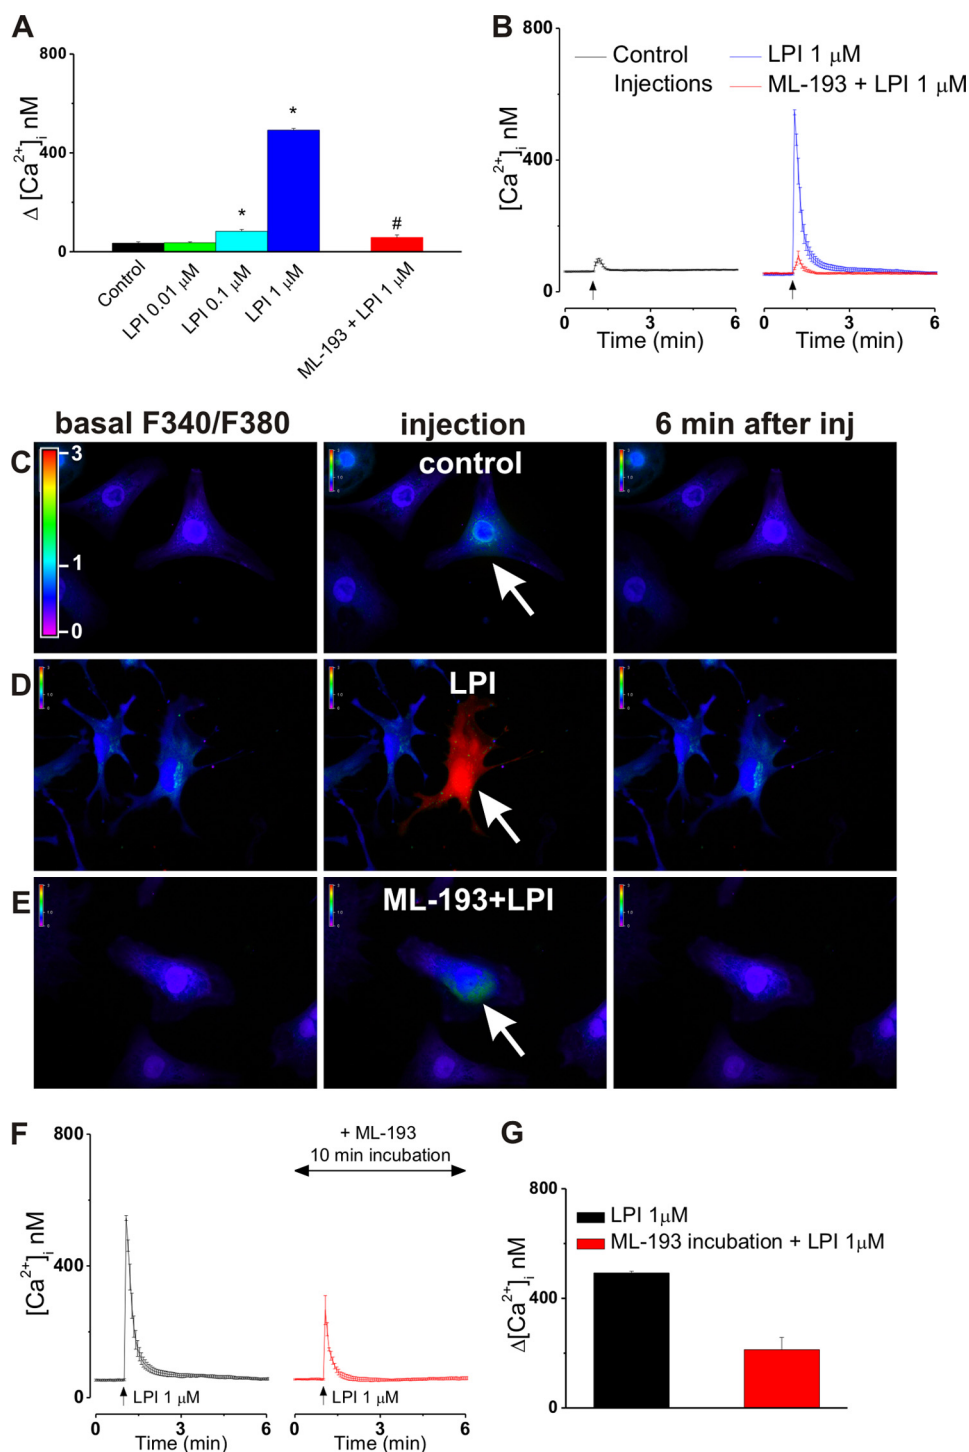 A
800
400
0
Δ [Ca²⁺]ᵢ nM
*
*
#
Control
LPI 0.01 μM
LPI 0.1 μM
LPI 1 μM
ML-193 + LPI 1 μM
B
800
400
0
[Ca²⁺]ᵢ nM
Control
Injections
LPI 1 μM
ML-193 + LPI 1 μM
0 3 6
Time (min)
0 3 6
Time (min)
basal F340/F380
injection
6 min after inj
C
3
1
0
control
D
LPI
E
ML-193+LPI
F
800
400
0
[Ca²⁺]ᵢ nM
LPI 1 μM
0 3 6
Time (min)
+ ML-193
10 min incubation
LPI 1 μM
0 3 6
Time (min)
G
800
400
0
Δ[Ca²⁺]ᵢ nM
LPI 1μM
ML-193 incubation + LPI 1μM